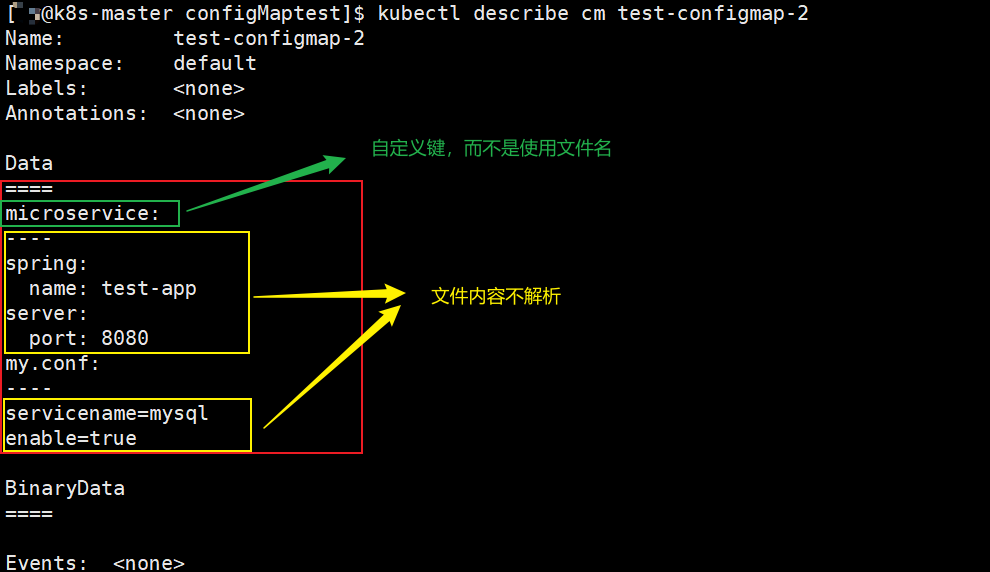 [ @k8s-master configMaptest]$ kubectl describe cm test-configmap-2
Name:         test-configmap-2
Namespace:    default
Labels:       <none>
Annotations:  <none>
自定义键，而不是使用文件名
Data
====
microservice:
----
spring:
  name: test-app
文件内容不解析
server:
  port: 8080
my.conf:
----
servicename=mysql
enable=true
BinaryData
====
Events:  <none>